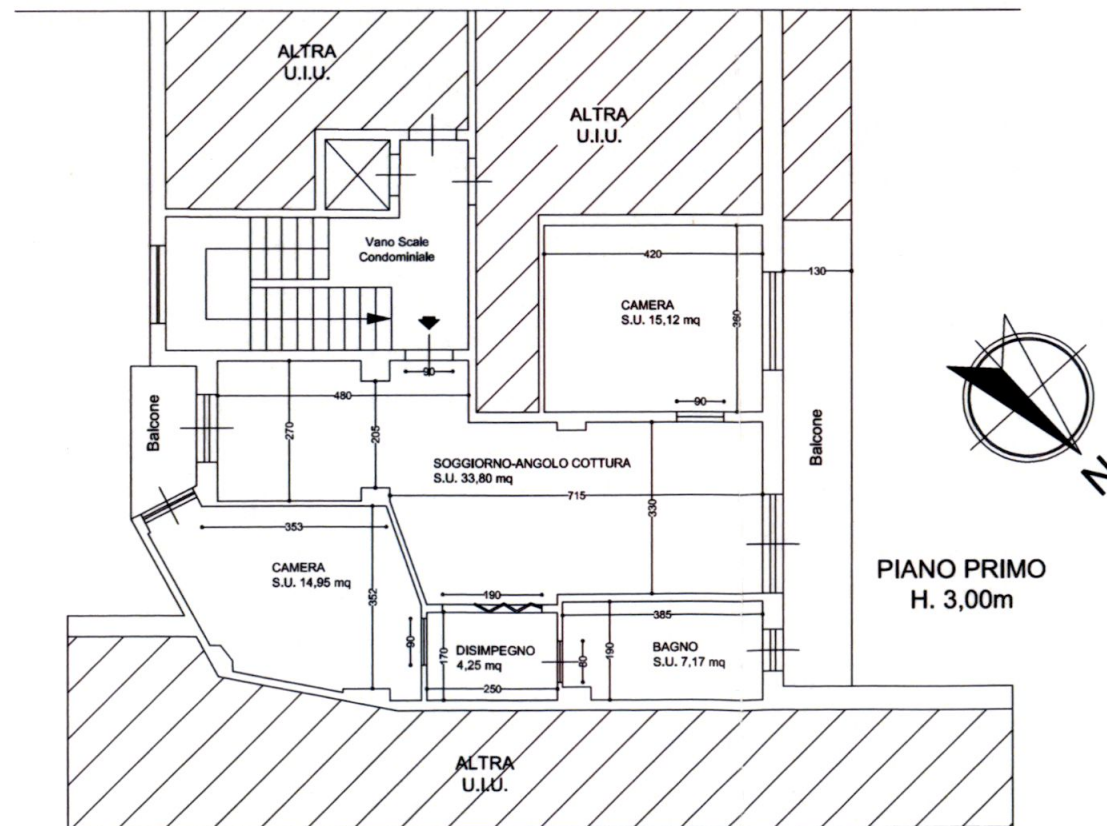 ALTRA
U.I.U.
ALTRA
U.I.U.
Vano Scale
Condominiale
420
130
CAMERA
S.U. 15,12 mq
360
90
90
480
Balcone
270
205
Balcone
SOGGIORNO-ANGOLO COTTURA
S.U. 33,80 mq
715
330
N
353
CAMERA
S.U. 14,95 mq
352
PIANO PRIMO
H. 3,00m
190
385
90
170
DISIMPEGNO
4,25 mq
250
80
190
BAGNO
S.U. 7,17 mq
ALTRA
U.I.U.